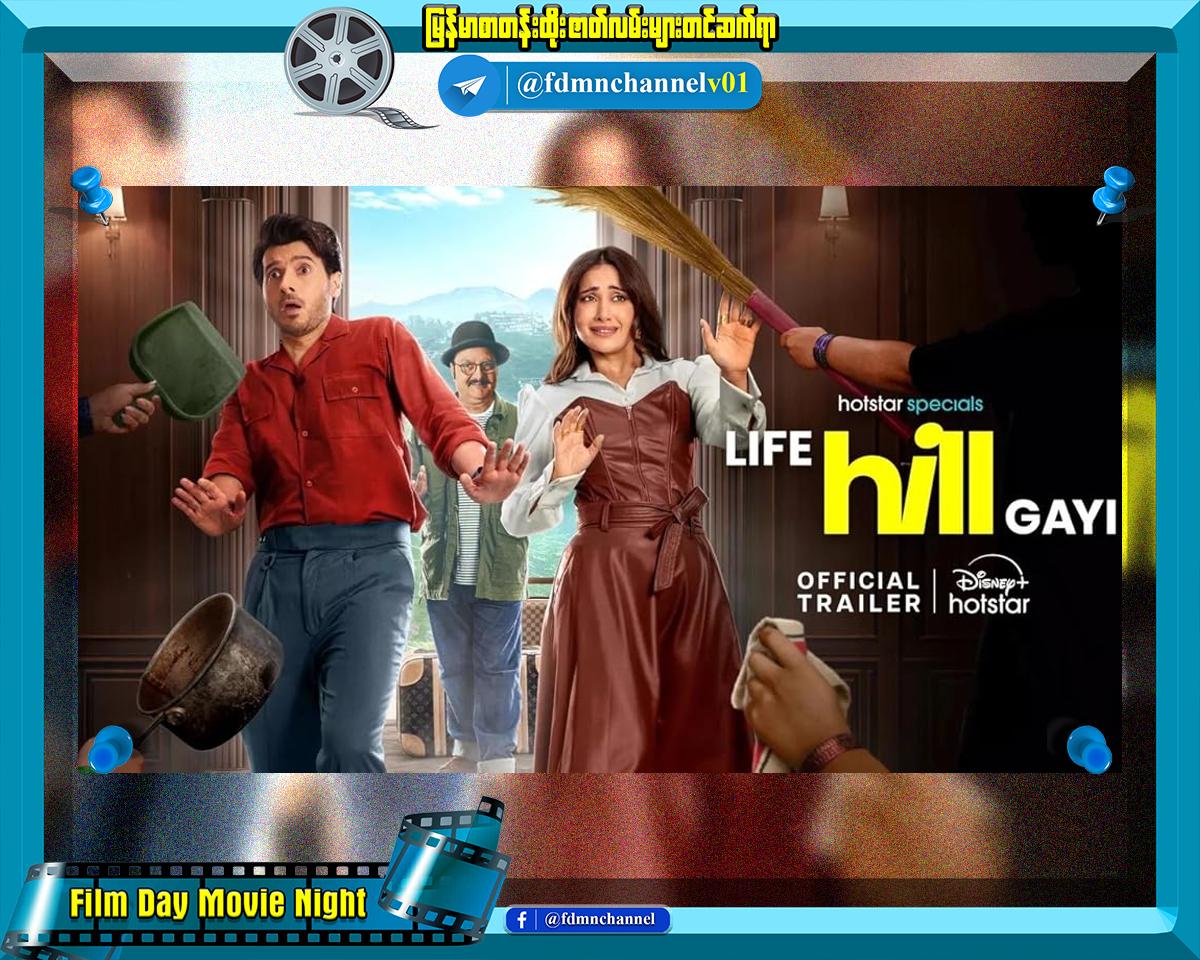 မြန်မာစာတန်းထိုး ဇာတ်လမ်းများတင်ဆက်ရာ
@fdmnchannelv01
hotstar specials
LIFE hill GAYI
OFFICIAL TRAILER
Disney+ hotstar
Film Day Movie Night
@fdmnchannel